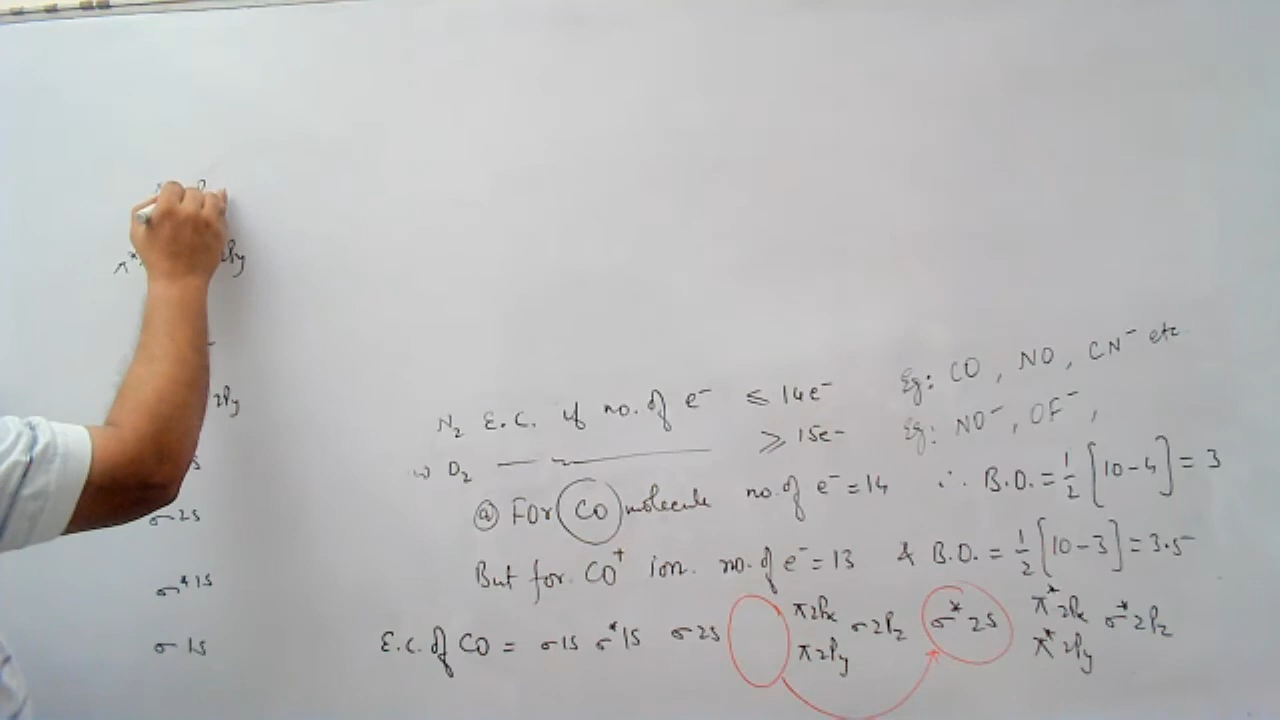 π*
2Py
2Py
σ2s
σ*1s
σ1s
N₂ E.C. if no. of e⁻ ≤ 14e⁻ Eg: CO, NO, CN⁻ etc
O₂ ≥ 15e⁻ Eg: NO⁻, OF⁻,
ⓐ For CO molecule no. of e⁻ = 14 ∴ B.O. = 1/2 [10-4] = 3
But for CO⁺ ion. no. of e⁻ = 13 & B.O. = 1/2 [10-3] = 3.5
E.C. of CO = σ1s σ*1s σ2s π2Px π2Py σ2Pz σ*2s π*2Px π*2Py σ*2Pz